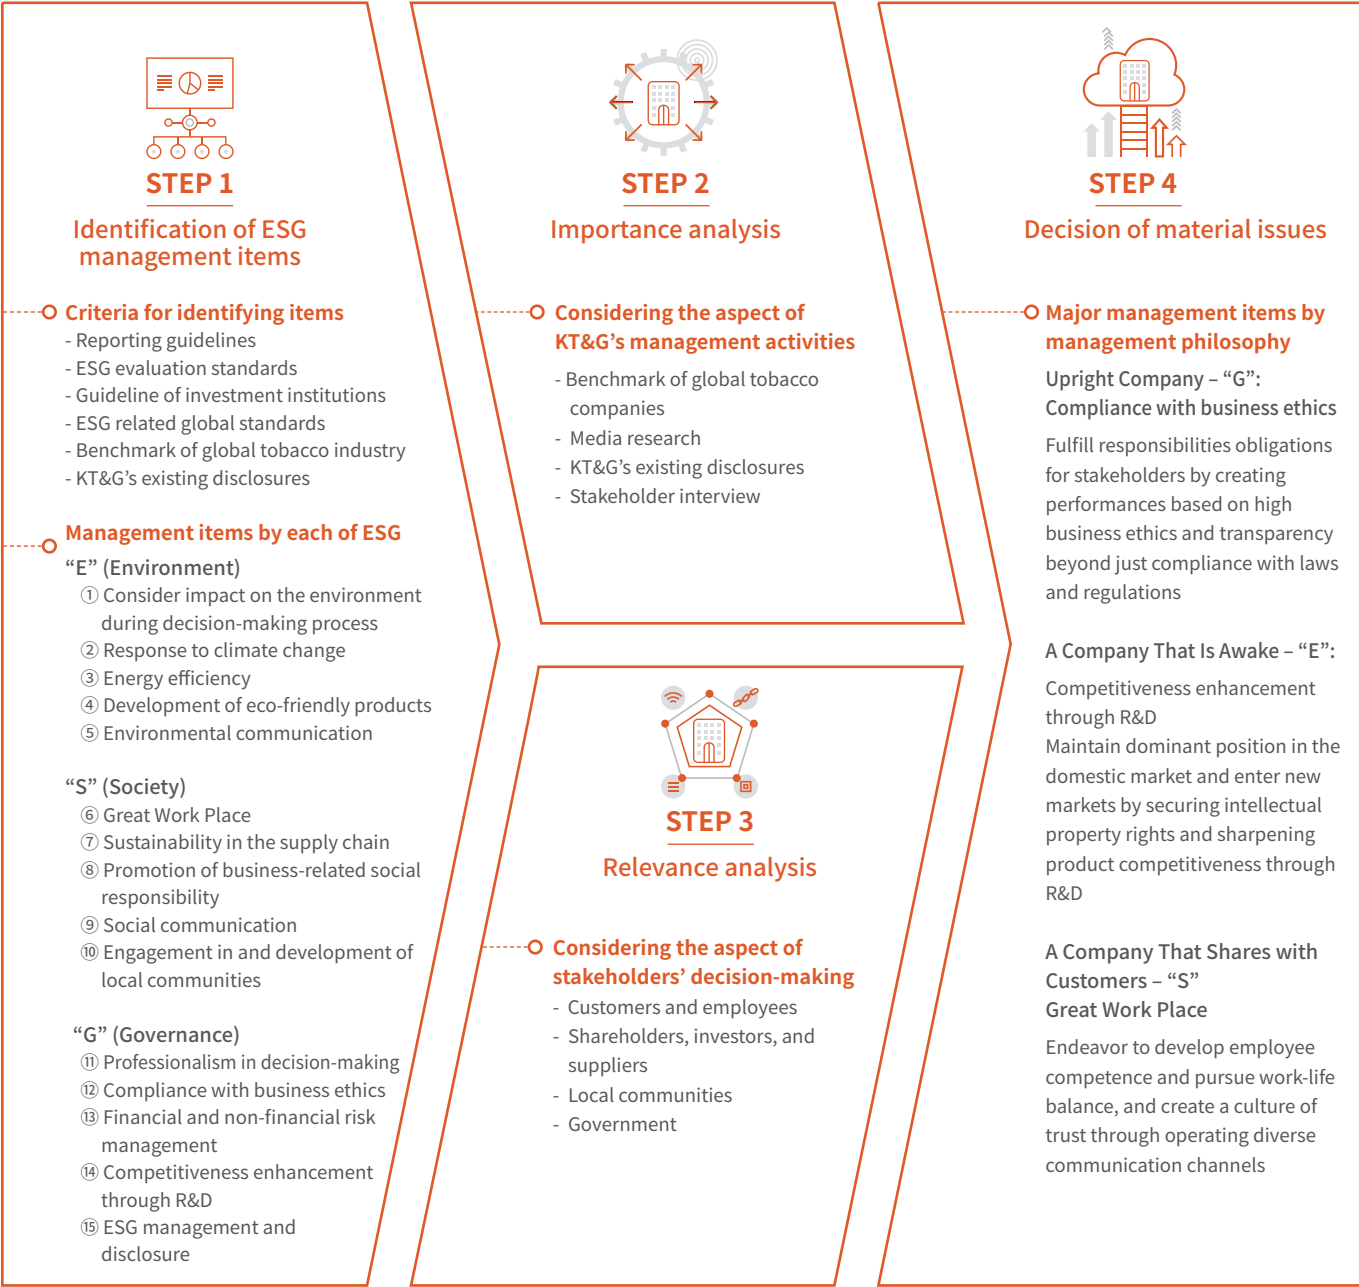 STEP 1
Identification of ESG
management items
Criteria for identifying items
- Reporting guidelines
- ESG evaluation standards
- Guideline of investment institutions
- ESG related global standards
- Benchmark of global tobacco industry
- KT&G’s existing disclosures
Management items by each of ESG
“E” (Environment)
① Consider impact on the environment
during decision-making process
② Response to climate change
③ Energy efficiency
④ Development of eco-friendly products
⑤ Environmental communication
“S” (Society)
⑥ Great Work Place
⑦ Sustainability in the supply chain
⑧ Promotion of business-related social
responsibility
⑨ Social communication
⑩ Engagement in and development of
local communities
“G” (Governance)
⑪ Professionalism in decision-making
⑫ Compliance with business ethics
⑬ Financial and non-financial risk
management
⑭ Competitiveness enhancement
through R&D
⑮ ESG management and
disclosure
STEP 2
Importance analysis
Considering the aspect of
KT&G’s management activities
- Benchmark of global tobacco
companies
- Media research
- KT&G’s existing disclosures
- Stakeholder interview
STEP 3
Relevance analysis
Considering the aspect of
stakeholders’ decision-making
- Customers and employees
- Shareholders, investors, and
suppliers
- Local communities
- Government
STEP 4
Decision of material issues
Major management items by
management philosophy
Upright Company – “G”:
Compliance with business ethics
Fulfill responsibilities obligations
for stakeholders by creating
performances based on high
business ethics and transparency
beyond just compliance with laws
and regulations
A Company That Is Awake – “E”:
Competitiveness enhancement
through R&D
Maintain dominant position in the
domestic market and enter new
markets by securing intellectual
property rights and sharpening
product competitiveness through
R&D
A Company That Shares with
Customers – “S”
Great Work Place
Endeavor to develop employee
competence and pursue work-life
balance, and create a culture of
trust through operating diverse
communication channels